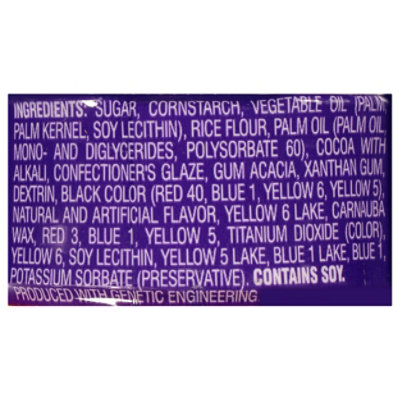 INGREDIENTS: SUGAR, CORNSTARCH, VEGETABLE OIL (PALM,
PALM KERNEL, SOY LECITHIN), RICE FLOUR, PALM OIL (PALM OIL,
MONO- AND DIGLYCERIDES, POLYSORBATE 60), COCOA WITH
ALKALI, CONFECTIONER'S GLAZE, GUM ACACIA, XANTHAN GUM,
DEXTRIN, BLACK COLOR (RED 40, BLUE 1, YELLOW 6, YELLOW 5),
NATURAL AND ARTIFICIAL FLAVOR, YELLOW 6 LAKE, CARNAUBA
WAX, RED 3, BLUE 1, YELLOW 5, TITANIUM DIOXIDE (COLOR),
YELLOW 6, SOY LECITHIN, YELLOW 5 LAKE, BLUE 1 LAKE, BLUE 1,
POTASSIUM SORBATE (PRESERVATIVE). CONTAINS SOY.
PRODUCED WITH GENETIC ENGINEERING